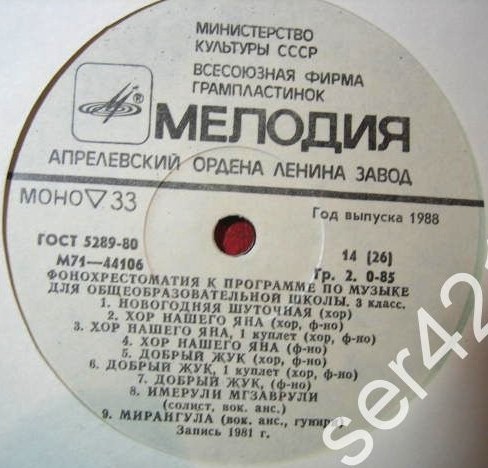 МИНИСТЕРСТВО
КУЛЬТУРЫ СССР
ВСЕСОЮЗНАЯ ФИРМА
ГРАМПЛАСТИНОК
МЕЛОДИЯ
АПРЕЛЕВСКИЙ ОРДЕНА ЛЕНИНА ЗАВОД
МОНО ▽ 33
Год выпуска 1988
ГОСТ 5289-80
14 [26]
М71—44106
Гр. 2. 0-85
ФОНОХРЕСТОМАТИЯ К ПРОГРАММЕ ПО МУЗЫКЕ
ДЛЯ ОБЩЕОБРАЗОВАТЕЛЬНОЙ ШКОЛЫ. 3 класс.
1. НОВОГОДНЯЯ ШУТОЧНАЯ (хор)
2. ХОР НАШЕГО ЯНА (хор, ф-но)
3. ХОР НАШЕГО ЯНА, 1 куплет (хор, ф-но)
4. ХОР НАШЕГО ЯНА (ф-но)
5. ДОБРЫЙ ЖУК (хор, ф-но)
6. ДОБРЫЙ ЖУК, 1 куплет (хор, ф-но)
7. ДОБРЫЙ ЖУК, (ф-но)
8. ИМЕРУЛИ МГЗАВРУЛИ
(солист, вок. анс.)
9. МИРАНГУЛА (вок. анс., гунири)
Запись 1981 г.
ser42